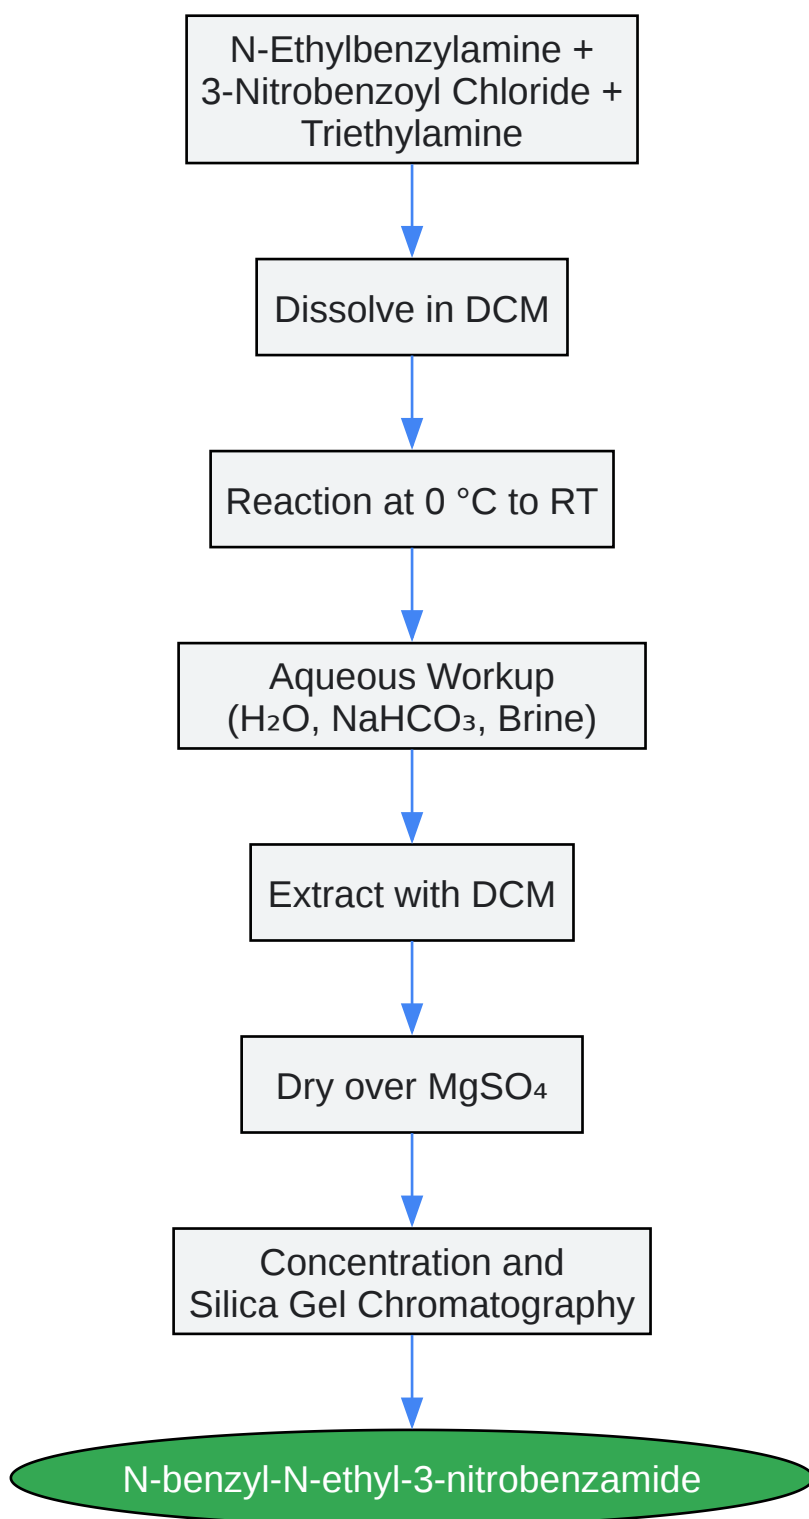 N-Ethylbenzylamine +
3-Nitrobenzoyl Chloride +
Triethylamine
Dissolve in DCM
Reaction at 0 °C to RT
Aqueous Workup
(H₂O, NaHCO₃, Brine)
Extract with DCM
Dry over MgSO₄
Concentration and
Silica Gel Chromatography
N-benzyl-N-ethyl-3-nitrobenzamide